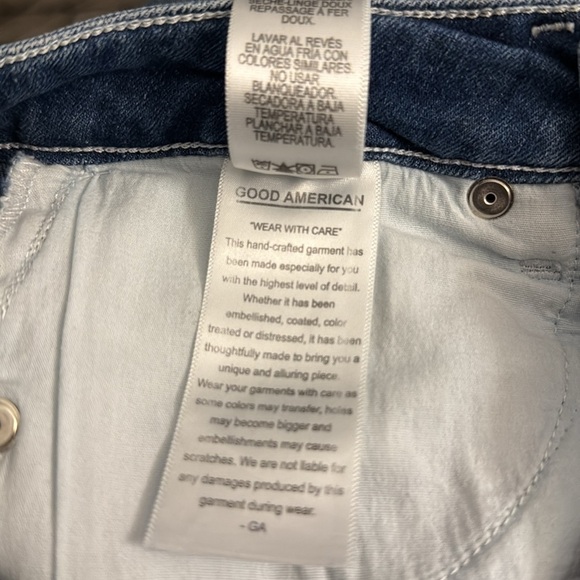 SÈCHE-LINGE DOUX
REPASSAGE À FER
DOUX.
LAVAR AL REVÉS
EN AGUA FRÍA CON
COLORES SIMILARES.
NO USAR
BLANQUEADOR.
SECADORA A BAJA
TEMPERATURA.
PLANCHAR A BAJA
TEMPERATURA.
GOOD AMERICAN
"WEAR WITH CARE"
This hand-crafted garment has
been made especially for you
with the highest level of detail.
Whether it has been
embellished, coated, color
treated or distressed, it has been
thoughtfully made to bring you a
unique and alluring piece.
Wear your garments with care as
some colors may transfer, holes
may become bigger and
embellishments may cause
scratches. We are not liable for
any damages produced by this
garment during wear.
- GA